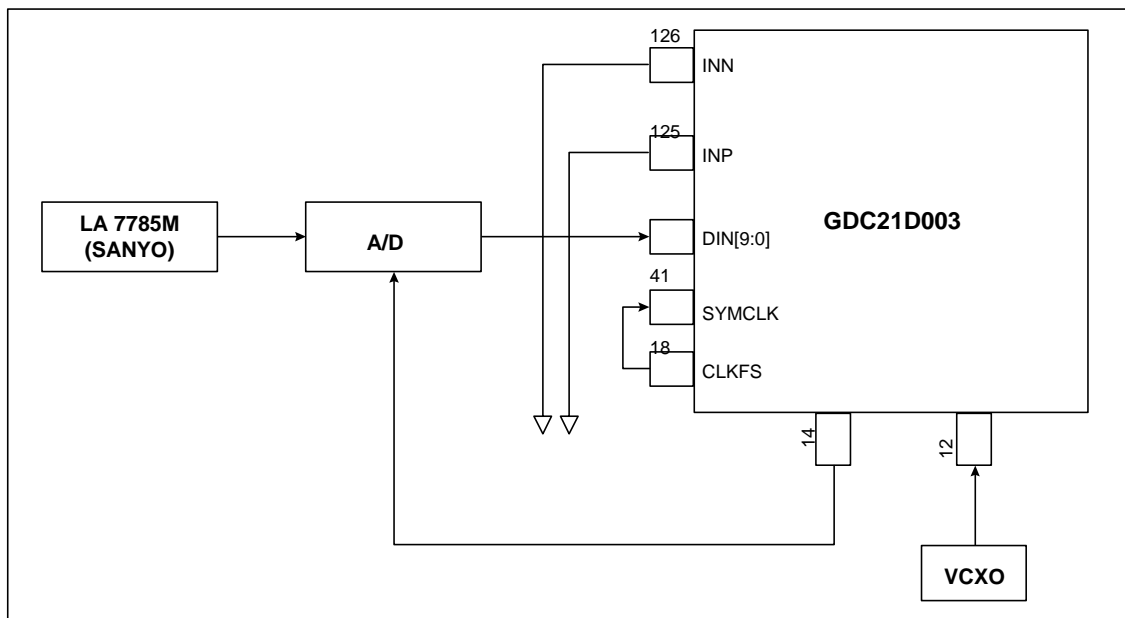 126
INN
125
INP
GDC21D003
LA 7785M
(SANYO)
A/D
DIN[9:0]
41
SYMCLK
18
CLKFS
14
12
VCXO